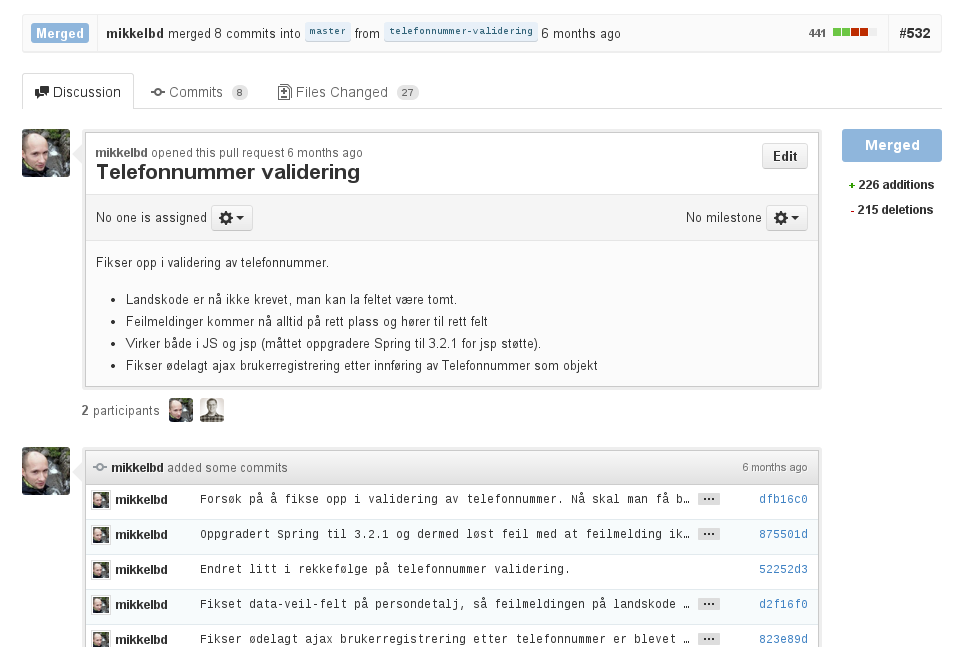 Merged mikkelbd merged 8 commits into master from telefonnummer-validering 6 months ago 441 #532
Discussion Commits 8 Files Changed 27
mikkelbd opened this pull request 6 months ago
Telefonnummer validering
Edit
Merged
+ 226 additions
- 215 deletions
No one is assigned No milestone
Fikser opp i validering av telefonnummer.
• Landskode er nå ikke krevet, man kan la feltet være tomt.
• Feilmeldinger kommer nå alltid på rett plass og hører til rett felt
• Virker både i JS og jsp (måttet oppgradere Spring til 3.2.1 for jsp støtte).
• Fikser ødelagt ajax brukerregistrering etter innføring av Telefonnummer som objekt
2 participants
mikkelbd added some commits 6 months ago
mikkelbd Forsøk på å fikse opp i validering av telefonnummer. Nå skal man få b… ... dfb16c0
mikkelbd Oppgradert Spring til 3.2.1 og dermed løst feil med at feilmelding ik… ... 875501d
mikkelbd Endret litt i rekkefølge på telefonnummer validering. 52252d3
mikkelbd Fikset data-veil-felt på persondetalj, så feilmeldingen på landskode … ... d2f16f0
mikkelbd Fikser ødelagt ajax brukerregistrering etter telefonnummer er blevet … ... 823e89d